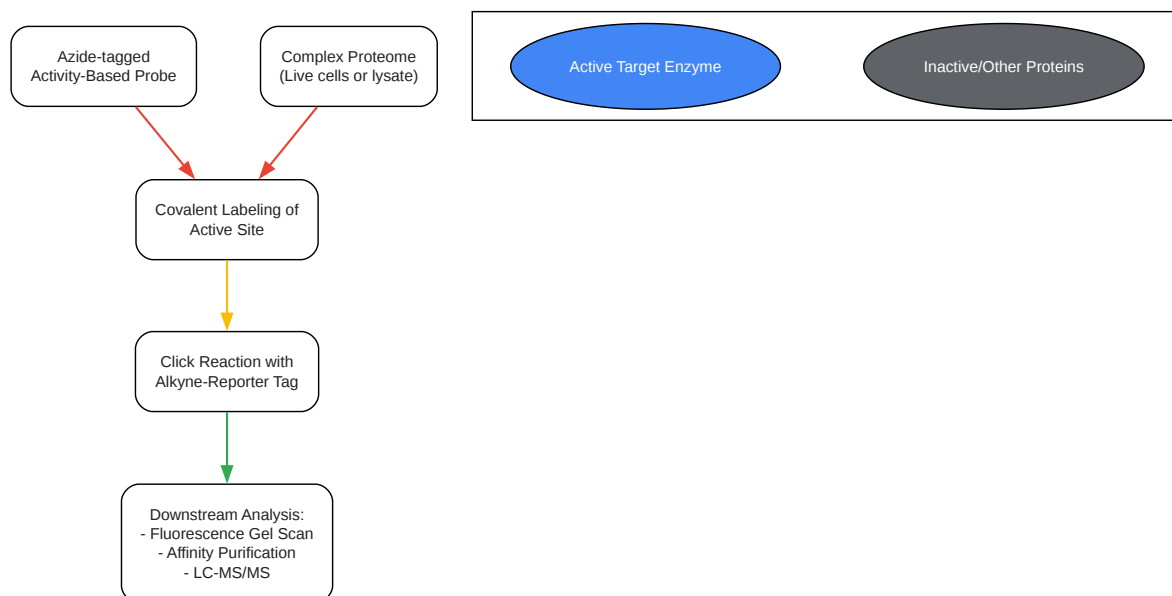 Azide-tagged
Activity-Based Probe
Complex Proteome
(Live cells or lysate)
Active Target Enzyme
Inactive/Other Proteins
Covalent Labeling of
Active Site
Click Reaction with
Alkyne-Reporter Tag
Downstream Analysis:
- Fluorescence Gel Scan
- Affinity Purification
- LC-MS/MS